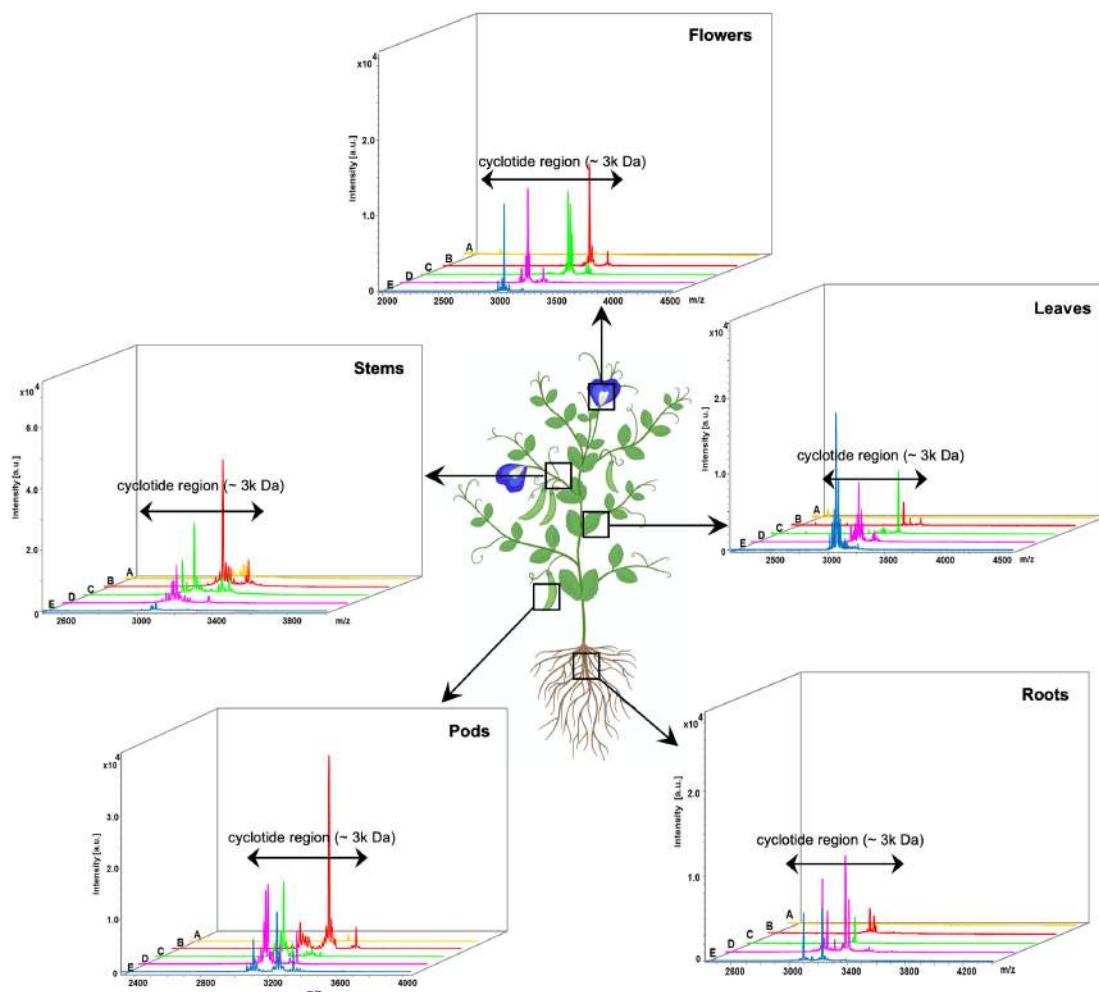 Flowers
x10⁴
2.0
1.0
0
Intensity [a.u.]
cyclotide region (~ 3k Da)
A
B
C
D
E
2000 2500 3000 3500 4000 4500 m/z
Leaves
x10⁴
2.0
1.0
0
Intensity [a.u.]
cyclotide region (~ 3k Da)
A
B
C
D
E
2500 3000 3500 4000 4500 m/z
Stems
x10⁴
6.0
4.0
2.0
0
Intensity [a.u.]
cyclotide region (~ 3k Da)
A
B
C
D
E
2600 3000 3400 3800 m/z
Pods
x10⁴
3.0
2.0
1.0
0
Intensity [a.u.]
cyclotide region (~ 3k Da)
A
B
C
D
E
2400 2800 3200 3600 4000 m/z
Roots
x10⁴
2.0
1.0
0
Intensity [a.u.]
cyclotide region (~ 3k Da)
A
B
C
D
E
2600 3000 3400 3800 4200 m/z